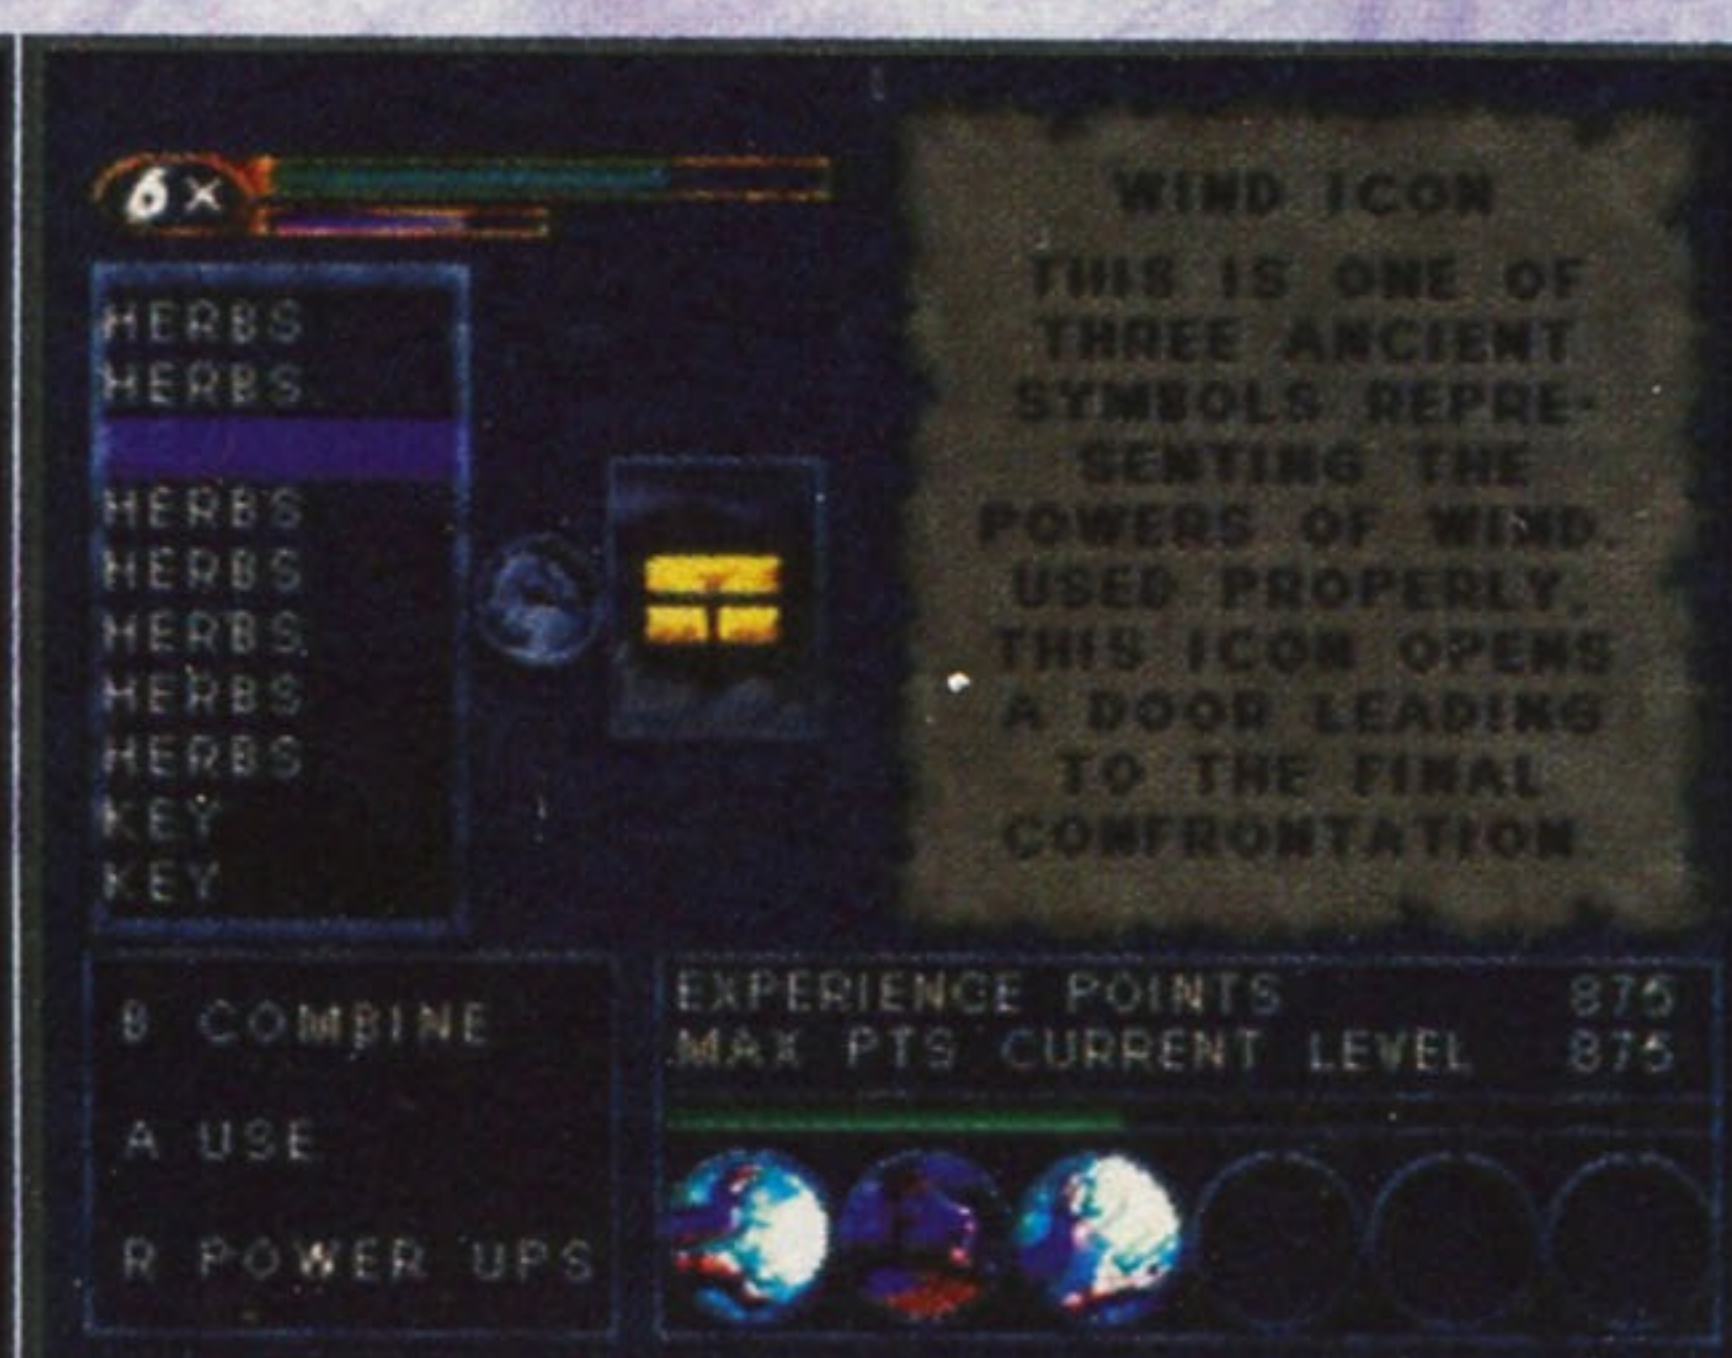 6 x
HERBS
HERBS
HERBS
HERBS
HERBS
HERBS
HERBS
KEY
KEY
WIND ICON
THIS IS ONE OF
THREE ANCIENT
SYMBOLS REPRE-
SENTING THE
POWERS OF WIND.
USED PROPERLY,
THIS ICON OPENS
A DOOR LEADING
TO THE FINAL
CONFRONTATION
B COMBINE
A USE
R POWER UPS
EXPERIENCE POINTS 875
MAX PTS CURRENT LEVEL 875